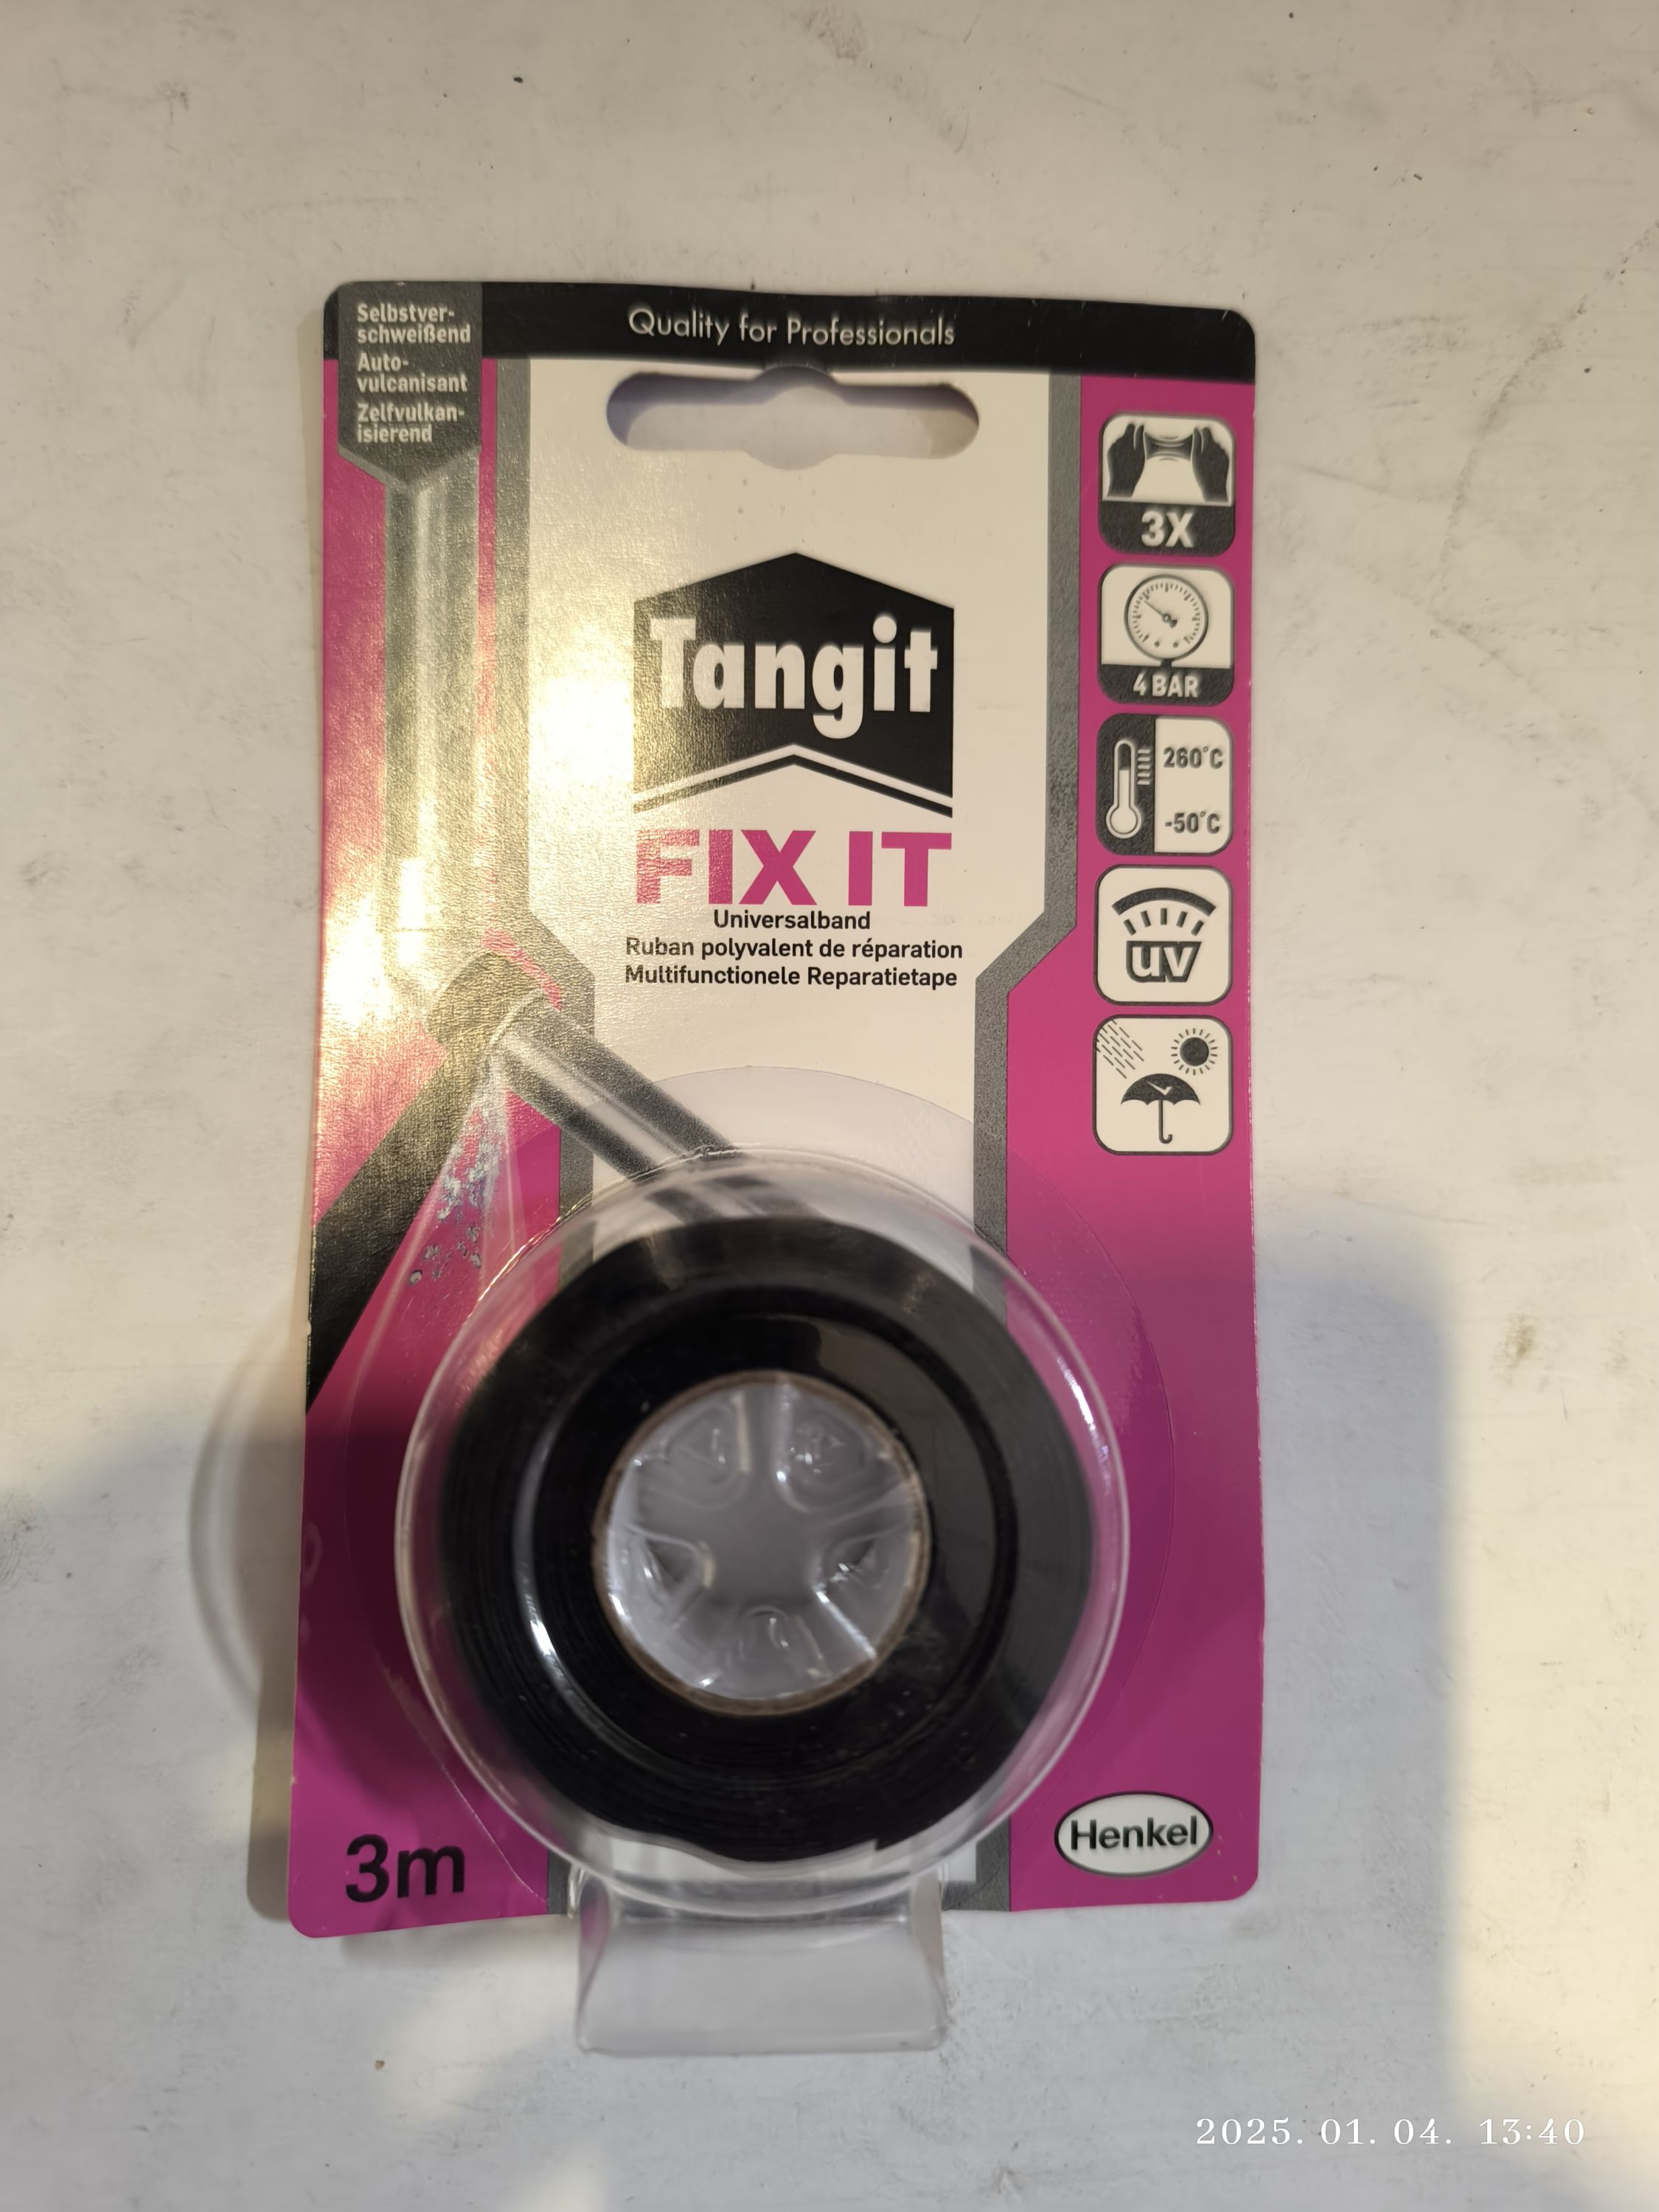 Quality for Professionals
Selbstver-
schweißend
Auto-
vulcanisant
Zelfvulkan-
isierend
3X
Tangit
4 BAR
260°C
-50°C
FIX IT
Universalband
Ruban polyvalent de réparation
Multifunctionele Reparatietape
UV
3m
Henkel
2025. 01. 04. 13:40